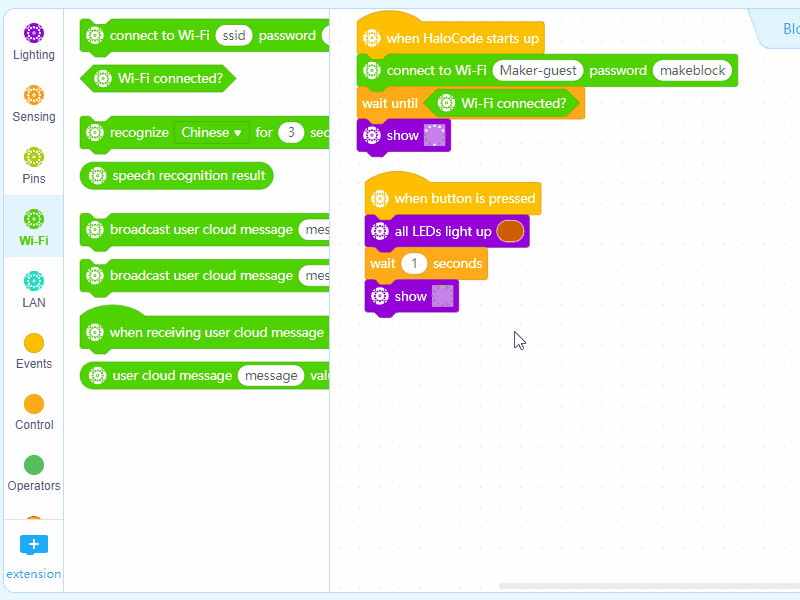 Lighting
Sensing
Pins
Wi-Fi
LAN
Events
Control
Operators
extension
connect to Wi-Fi ssid password
Wi-Fi connected?
recognize Chinese for 3 sec
speech recognition result
broadcast user cloud message mes
broadcast user cloud message mes
when receiving user cloud message
user cloud message message valu
when HaloCode starts up
connect to Wi-Fi Maker-guest password makeblock
wait until Wi-Fi connected?
show
when button is pressed
all LEDs light up
wait 1 seconds
show
Blo